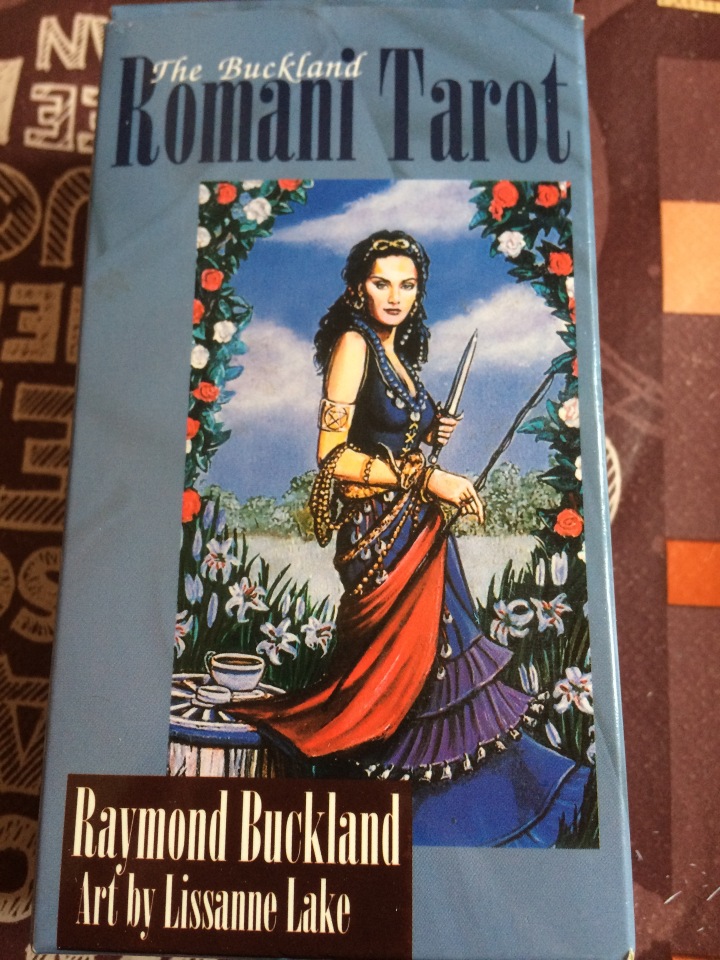 The Buckland
Romani Tarot
Raymond Buckland
Art by Lissanne Lake